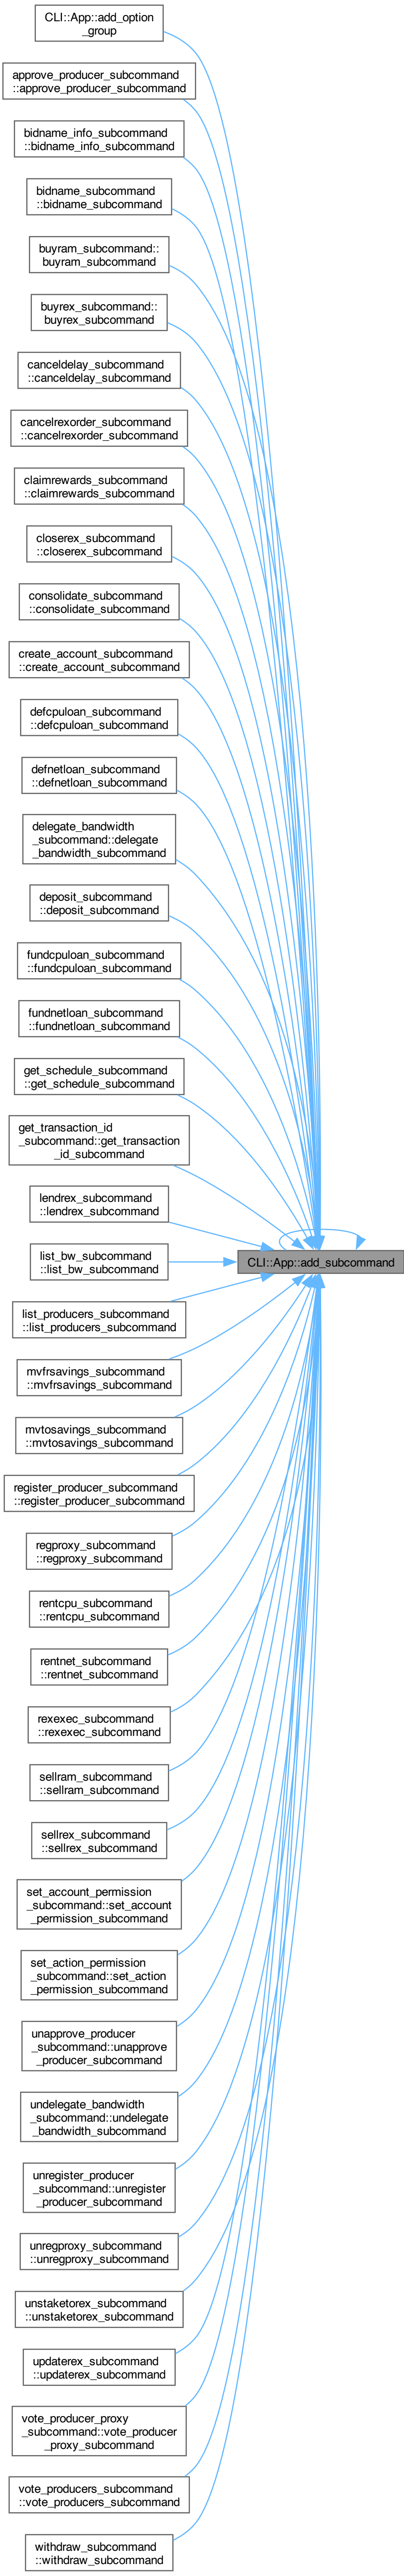 CLI::App::add_option
_group
approve_producer_subcommand
::approve_producer_subcommand
bidname_info_subcommand
::bidname_info_subcommand
bidname_subcommand
::bidname_subcommand
buyram_subcommand::
buyram_subcommand
buyrex_subcommand::
buyrex_subcommand
canceldelay_subcommand
::canceldelay_subcommand
cancelrexorder_subcommand
::cancelrexorder_subcommand
claimrewards_subcommand
::claimrewards_subcommand
closerex_subcommand
::closerex_subcommand
consolidate_subcommand
::consolidate_subcommand
create_account_subcommand
::create_account_subcommand
defcpuloan_subcommand
::defcpuloan_subcommand
defnetloan_subcommand
::defnetloan_subcommand
delegate_bandwidth
_subcommand::delegate
_bandwidth_subcommand
deposit_subcommand
::deposit_subcommand
fundcpuloan_subcommand
::fundcpuloan_subcommand
fundnetloan_subcommand
::fundnetloan_subcommand
get_schedule_subcommand
::get_schedule_subcommand
get_transaction_id
_subcommand::get_transaction
_id_subcommand
lendrex_subcommand
::lendrex_subcommand
list_bw_subcommand
::list_bw_subcommand
CLI::App::add_subcommand
list_producers_subcommand
::list_producers_subcommand
mvfrsavings_subcommand
::mvfrsavings_subcommand
mvtosavings_subcommand
::mvtosavings_subcommand
register_producer_subcommand
::register_producer_subcommand
regproxy_subcommand
::regproxy_subcommand
rentcpu_subcommand
::rentcpu_subcommand
rentnet_subcommand
::rentnet_subcommand
rexexec_subcommand
::rexexec_subcommand
sellram_subcommand
::sellram_subcommand
sellrex_subcommand
::sellrex_subcommand
set_account_permission
_subcommand::set_account
_permission_subcommand
set_action_permission
_subcommand::set_action
_permission_subcommand
unapprove_producer
_subcommand::unapprove
_producer_subcommand
undelegate_bandwidth
_subcommand::undelegate
_bandwidth_subcommand
unregister_producer
_subcommand::unregister
_producer_subcommand
unregproxy_subcommand
::unregproxy_subcommand
unstaketorex_subcommand
::unstaketorex_subcommand
updaterex_subcommand
::updaterex_subcommand
vote_producer_proxy
_subcommand::vote_producer
_proxy_subcommand
vote_producers_subcommand
::vote_producers_subcommand
withdraw_subcommand
::withdraw_subcommand